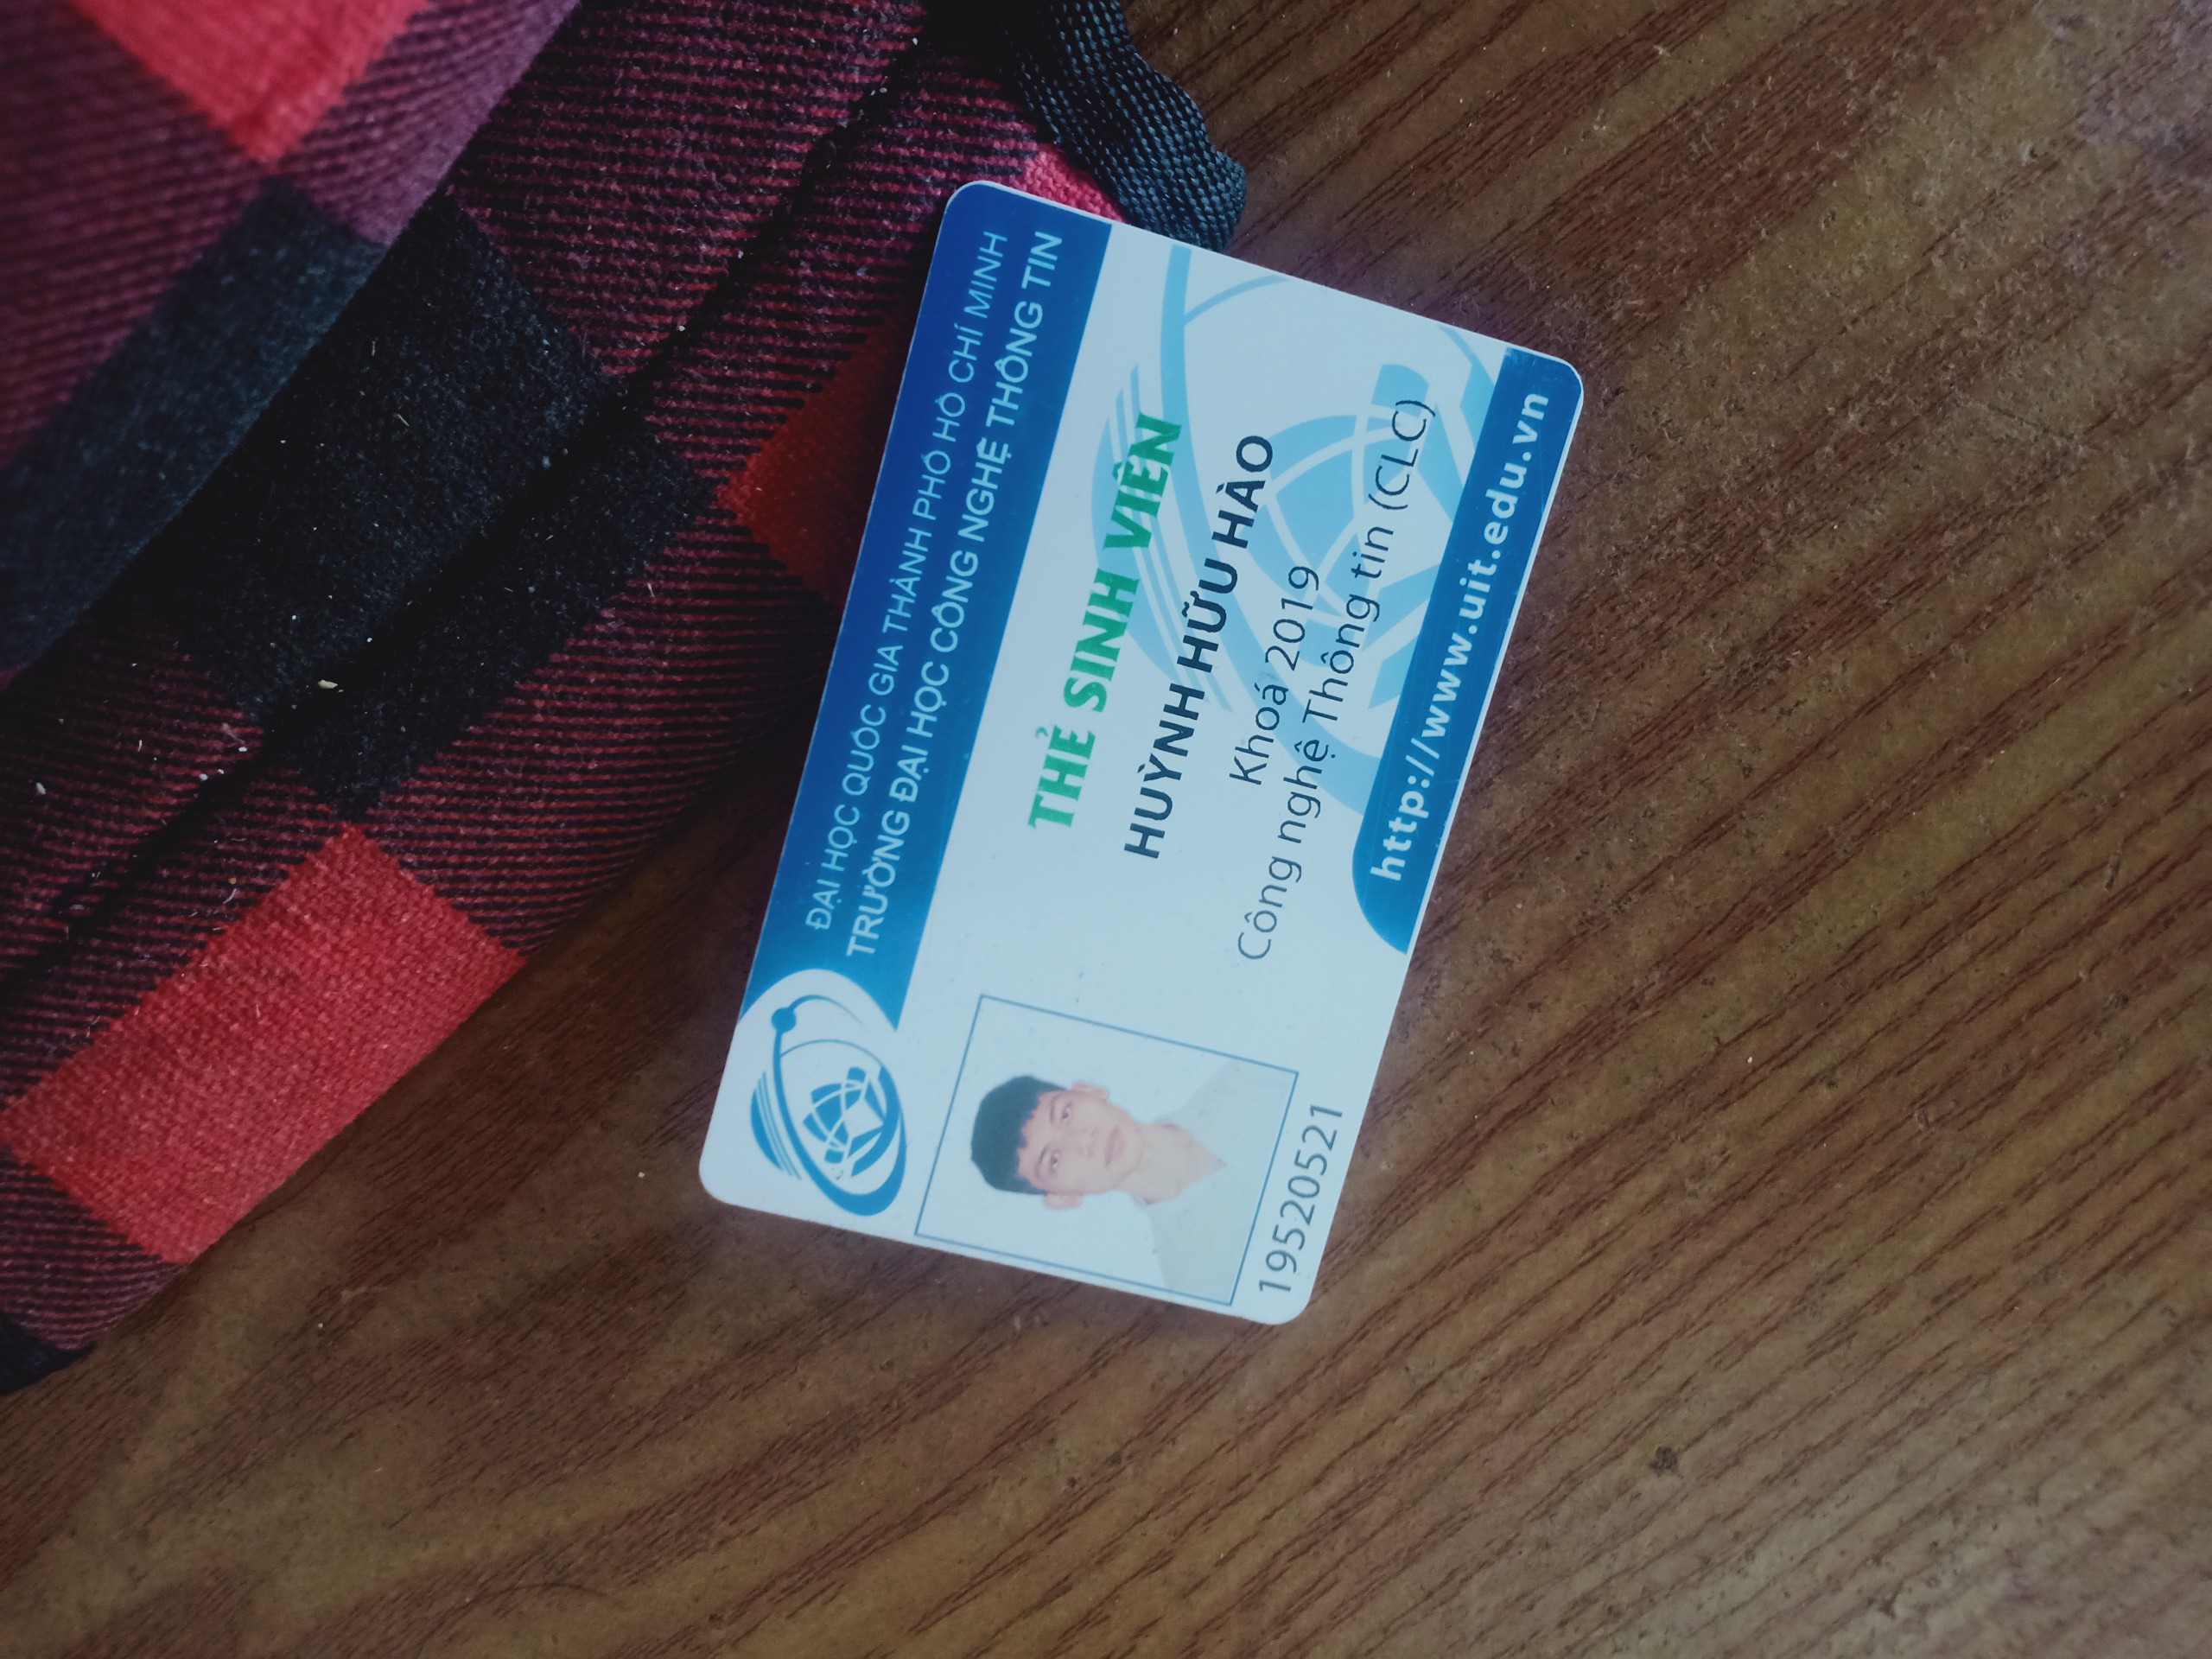 ĐẠI HỌC QUỐC GIA THÀNH PHỐ HỒ CHÍ MINH
TRƯỜNG ĐẠI HỌC CÔNG NGHỆ THÔNG TIN
THẺ SINH VIÊN
HUỲNH HỮU HÀO
Khoá 2019
Công nghệ Thông tin (CLC)
http://www.uit.edu.vn
19520521